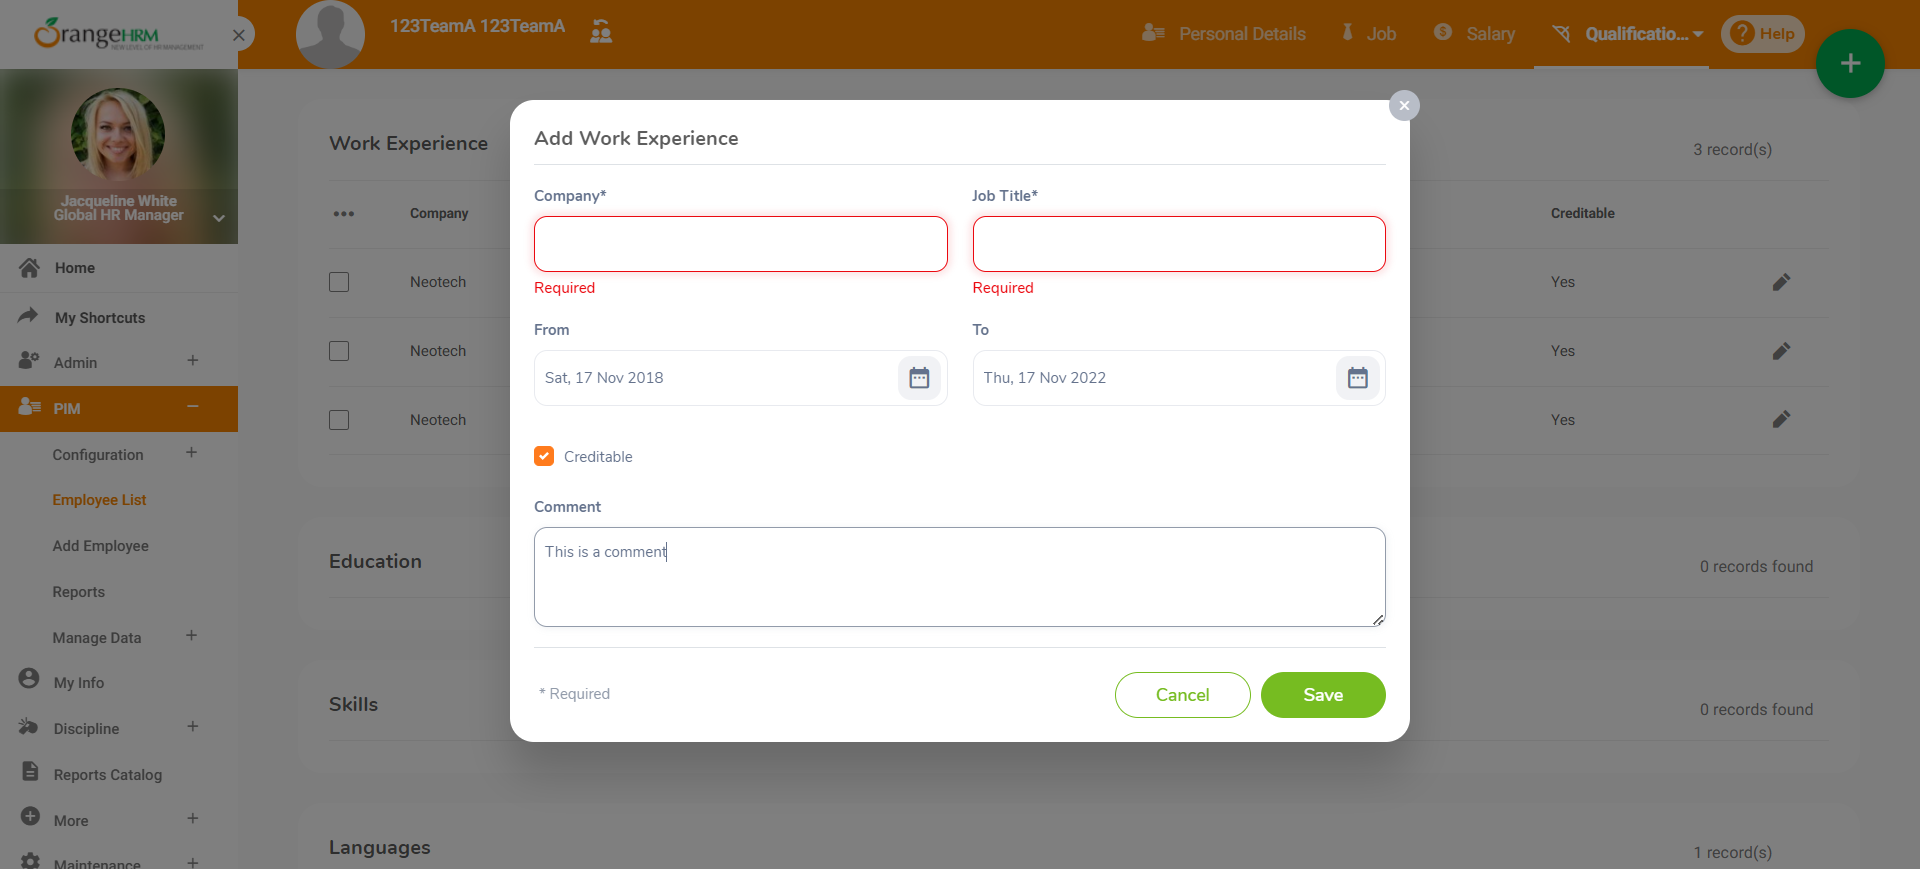 OrangeHRM
NEW LEVEL OF HR MANAGEMENT
123TeamA 123TeamA
Personal Details
Job
Salary
Qualificatio...
Help
Jacqueline White
Global HR Manager
Home
My Shortcuts
Admin
PIM
Configuration
Employee List
Add Employee
Reports
Manage Data
My Info
Discipline
Reports Catalog
More
Maintenance
Work Experience
3 record(s)
Company
Creditable
Neotech
Yes
Neotech
Yes
Neotech
Yes
Education
0 records found
Skills
0 records found
Languages
1 record(s)
Add Work Experience
Company*
Job Title*
Required
Required
From
To
Sat, 17 Nov 2018
Thu, 17 Nov 2022
Creditable
Comment
This is a comment
* Required
Cancel
Save